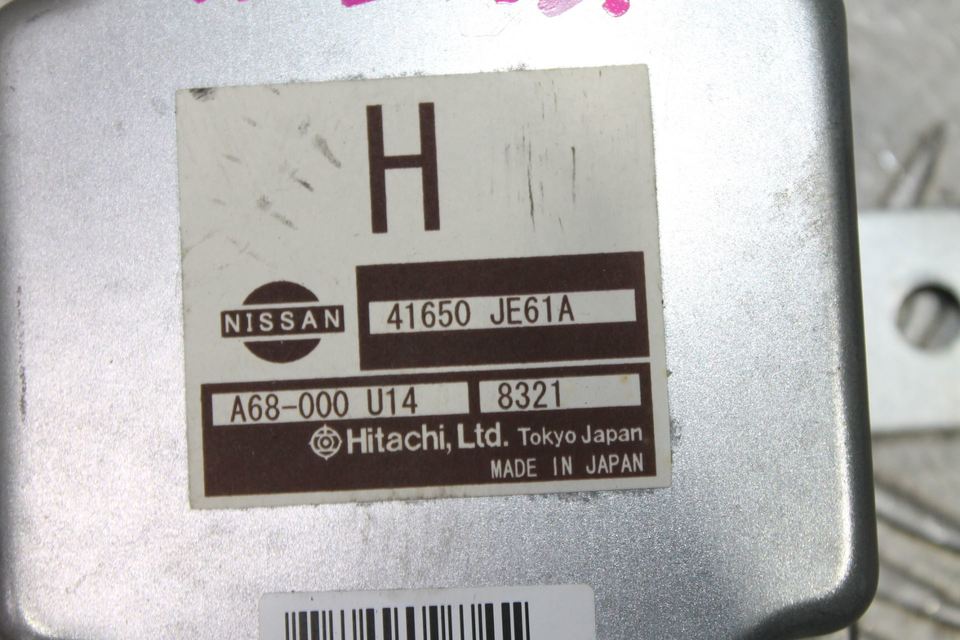 H
NISSAN
41650 JE61A
A68-000 U14
8321
Hitachi, Ltd. Tokyo Japan
MADE IN JAPAN